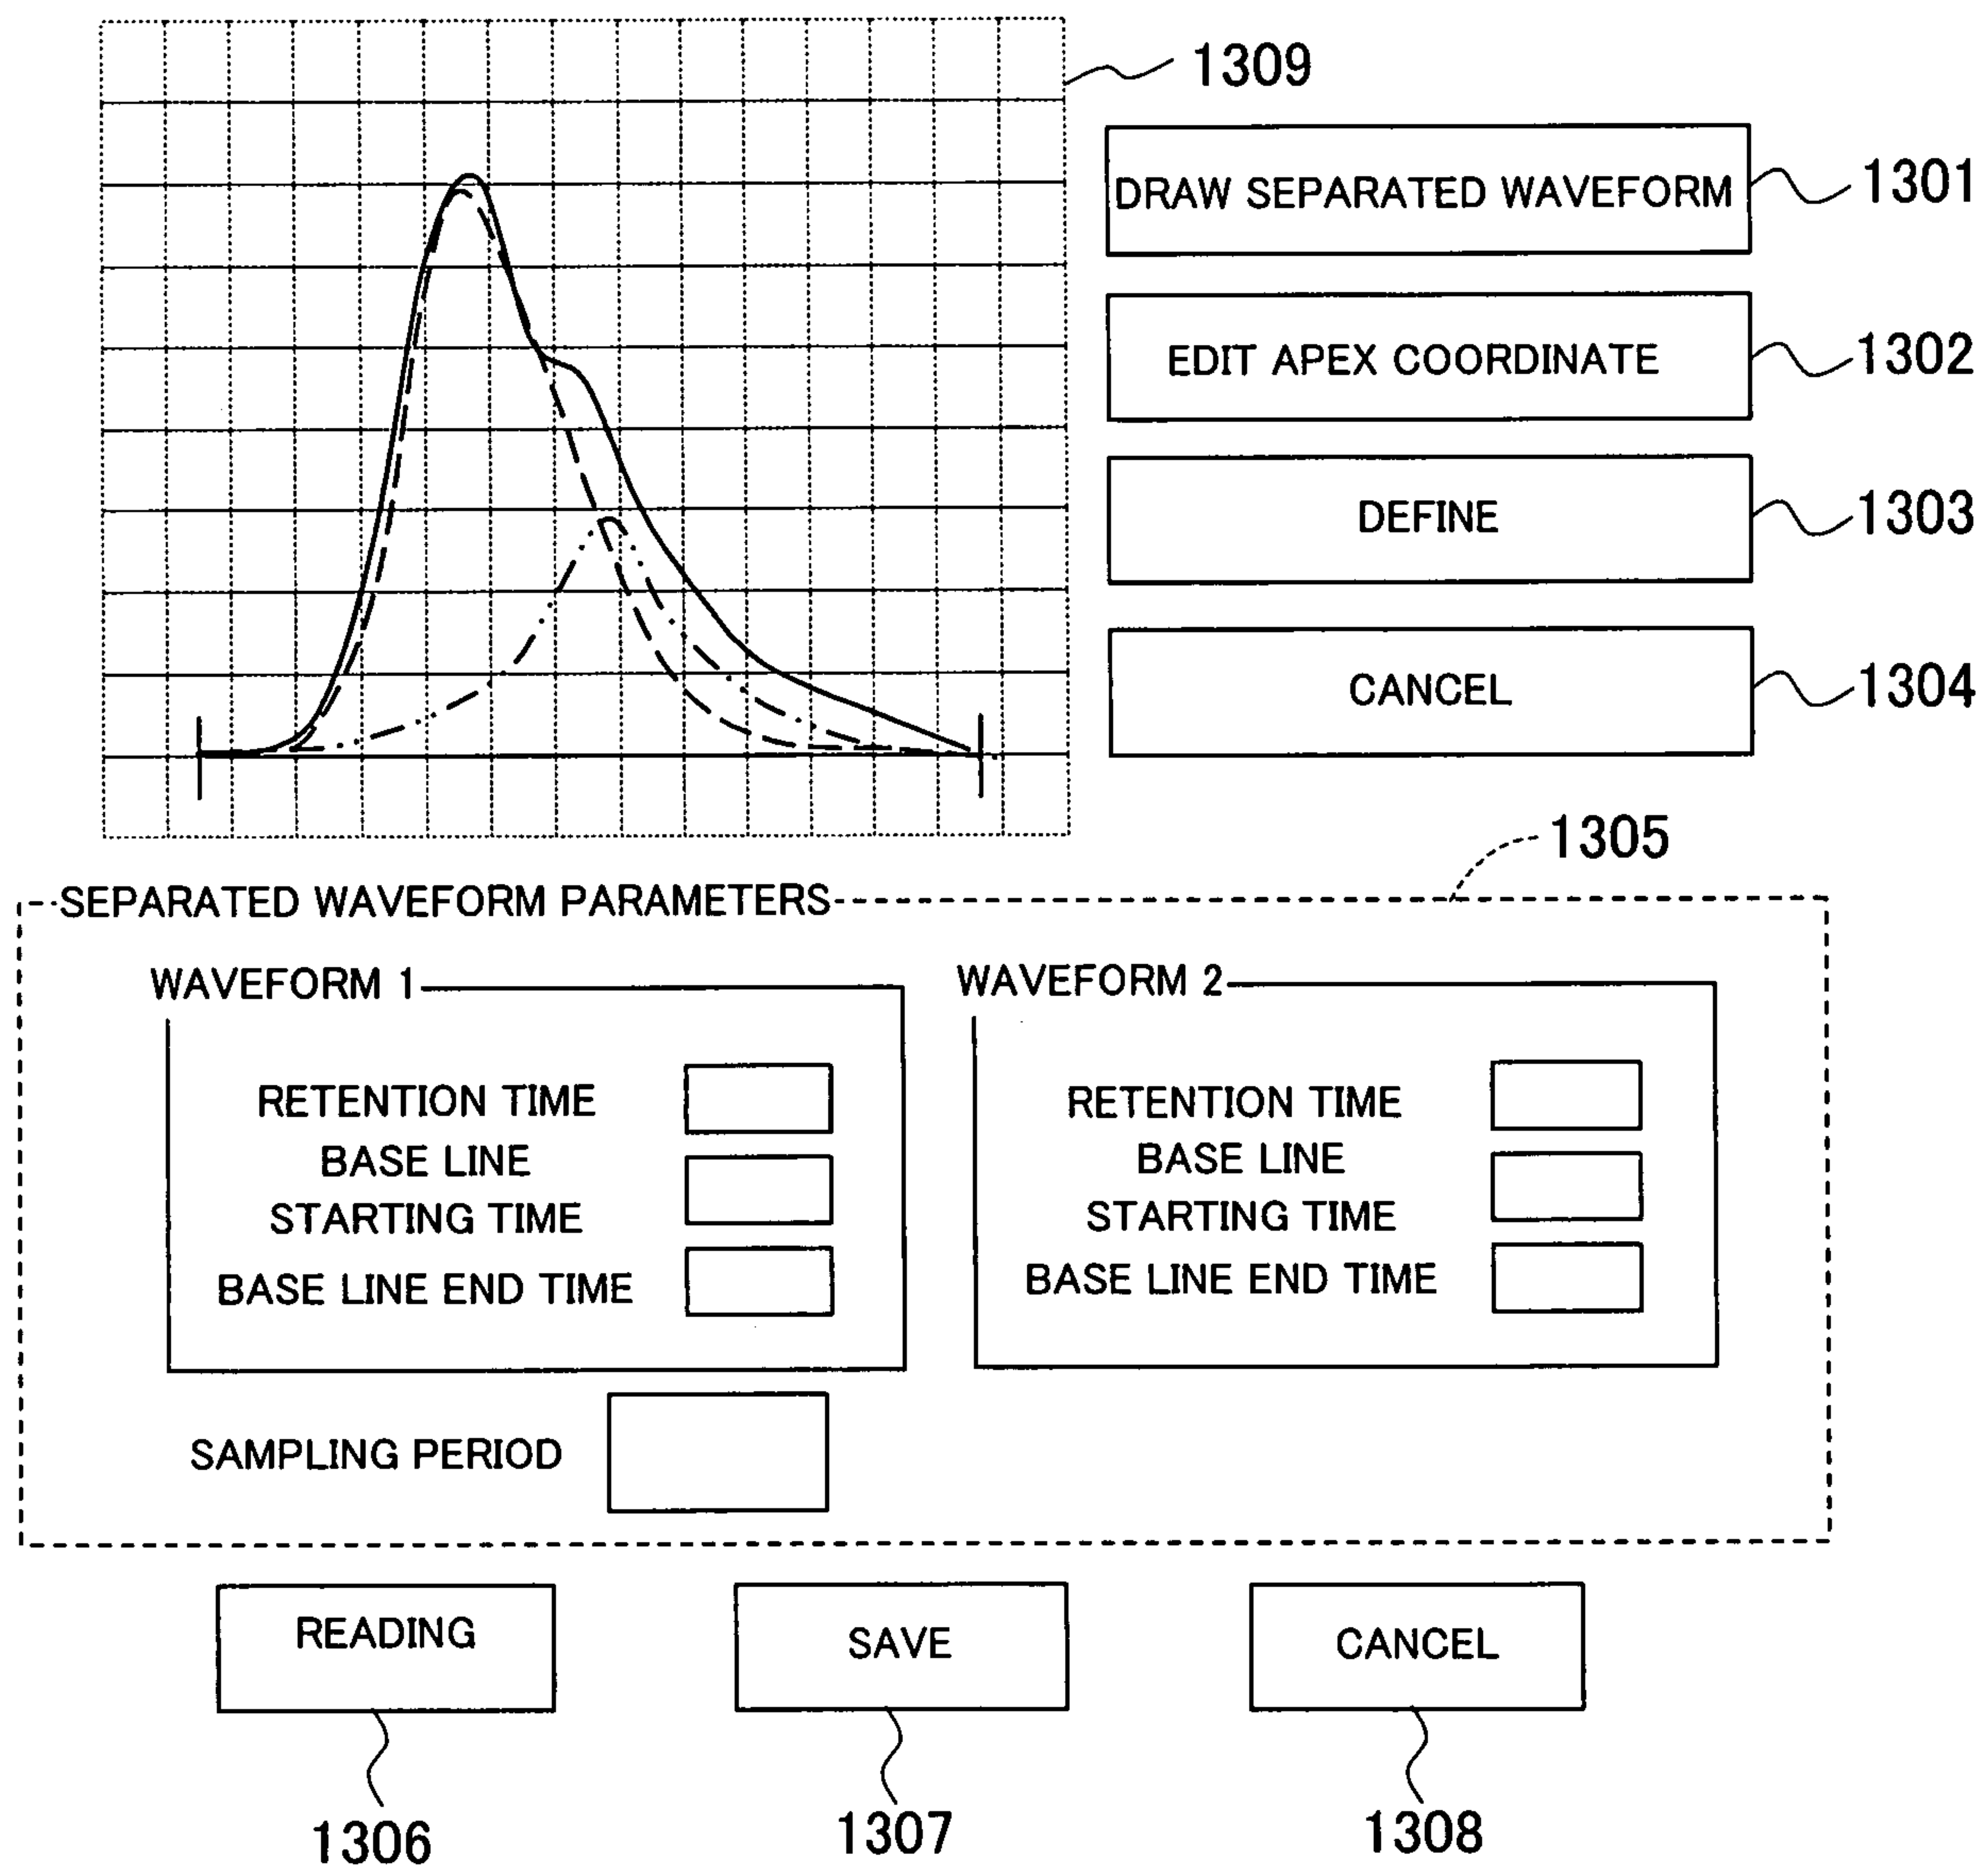 1309
DRAW SEPARATED WAVEFORM
1301
EDIT APEX COORDINATE
1302
DEFINE
1303
CANCEL
1304
1305
SEPARATED WAVEFORM PARAMETERS
WAVEFORM 1
RETENTION TIME
BASE LINE
STARTING TIME
BASE LINE END TIME
WAVEFORM 2
RETENTION TIME
BASE LINE
STARTING TIME
BASE LINE END TIME
SAMPLING PERIOD
READING
SAVE
CANCEL
1306
1307
1308